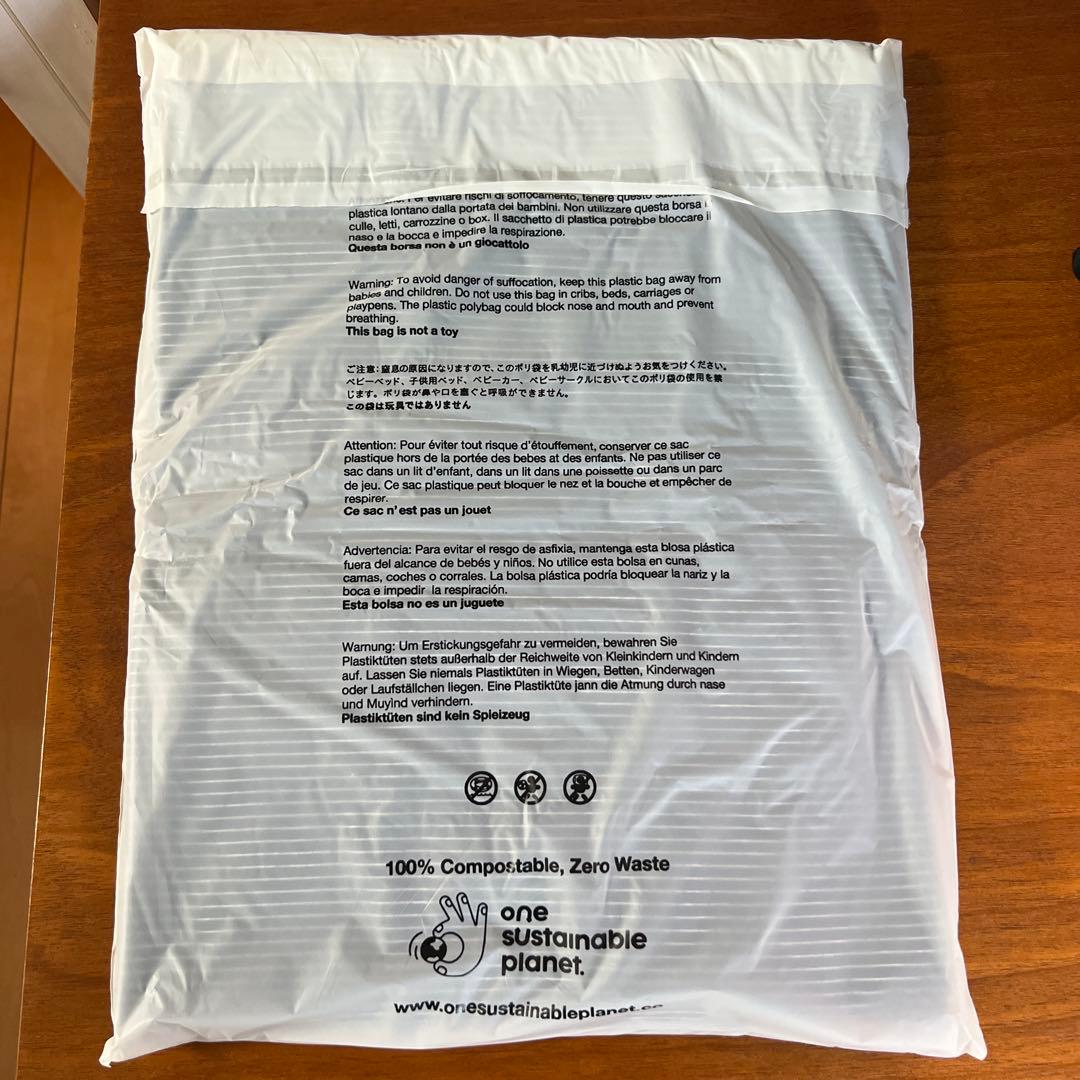 evitare rischi di soffocamento, tenere questo
plastica lontano dalla portata dei bambini. Non utilizzare questa borsa i
culle, letti, carrozzine o box. Il sacchetto di plastica potrebbe bloccare il
naso e la bocca e impedire la respirazione.
Questa borsa non è un giocattolo
Warning: To avoid danger of suffocation, keep this plastic bag away from
babies and children. Do not use this bag in cribs, beds, carriages or
playpens. The plastic polybag could block nose and mouth and prevent
breathing.
This bag is not a toy
ご注意：窒息の原因になりますので、このポリ袋を乳幼児に近づけぬようお気をつけください。
ベビーベッド、子供用ベッド、ベビーカー、ベビーサークルにおいてこのポリ袋の使用を禁
じます。ポリ袋が鼻や口を塞ぐと呼吸ができません。
この袋は玩具ではありません
Attention: Pour éviter tout risque d'étouffement, conserver ce sac
plastique hors de la portée des bebes at des enfants. Ne pas utiliser ce
sac dans un lit d'enfant, dans un lit dans une poissette ou dans un parc
de jeu. Ce sac plastique peut bloquer le nez et la bouche et empêcher de
respirer.
Ce sac n'est pas un jouet
Advertencia: Para evitar el resgo de asfixia, mantenga esta blosa plástica
fuera del alcance de bebés y niños. No utilice esta bolsa en cunas,
camas, coches o corrales. La bolsa plástica podría bloquear la nariz y la
boca e impedir la respiración.
Esta bolsa no es un juguete
Warnung: Um Erstickungsgefahr zu vermeiden, bewahren Sie
Plastiktüten stets außerhalb der Reichweite von Kleinkindern und Kindern
auf. Lassen Sie niemals Plastiktüten in Wiegen, Betten, Kinderwagen
oder Laufställchen liegen. Eine Plastiktüte jann die Atmung durch nase
und Muyind verhindern.
Plastiktüten sind kein Spleizeug
100% Compostable, Zero Waste
one
sustainable
planet.
www.onesustainableplanet.